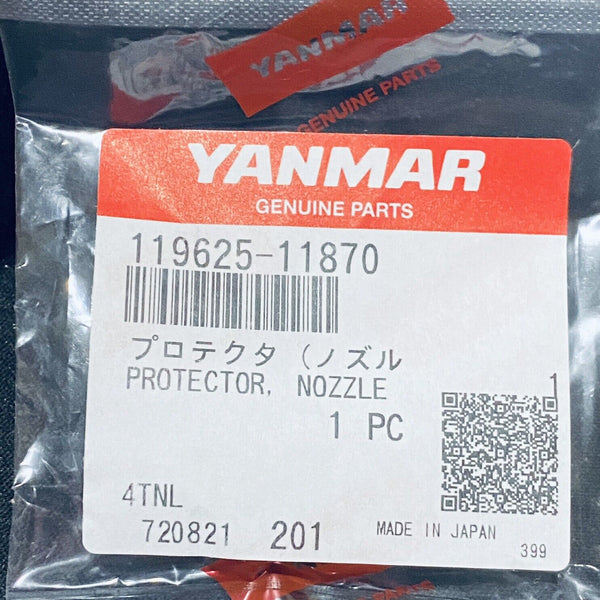 YANMAR
GENUINE PARTS
YANMAR
GENUINE PARTS
119625-11870
プロテクタ (ノズル
PROTECTOR, NOZZLE 1
1 PC
4TNL
720821 201 MADE IN JAPAN
399